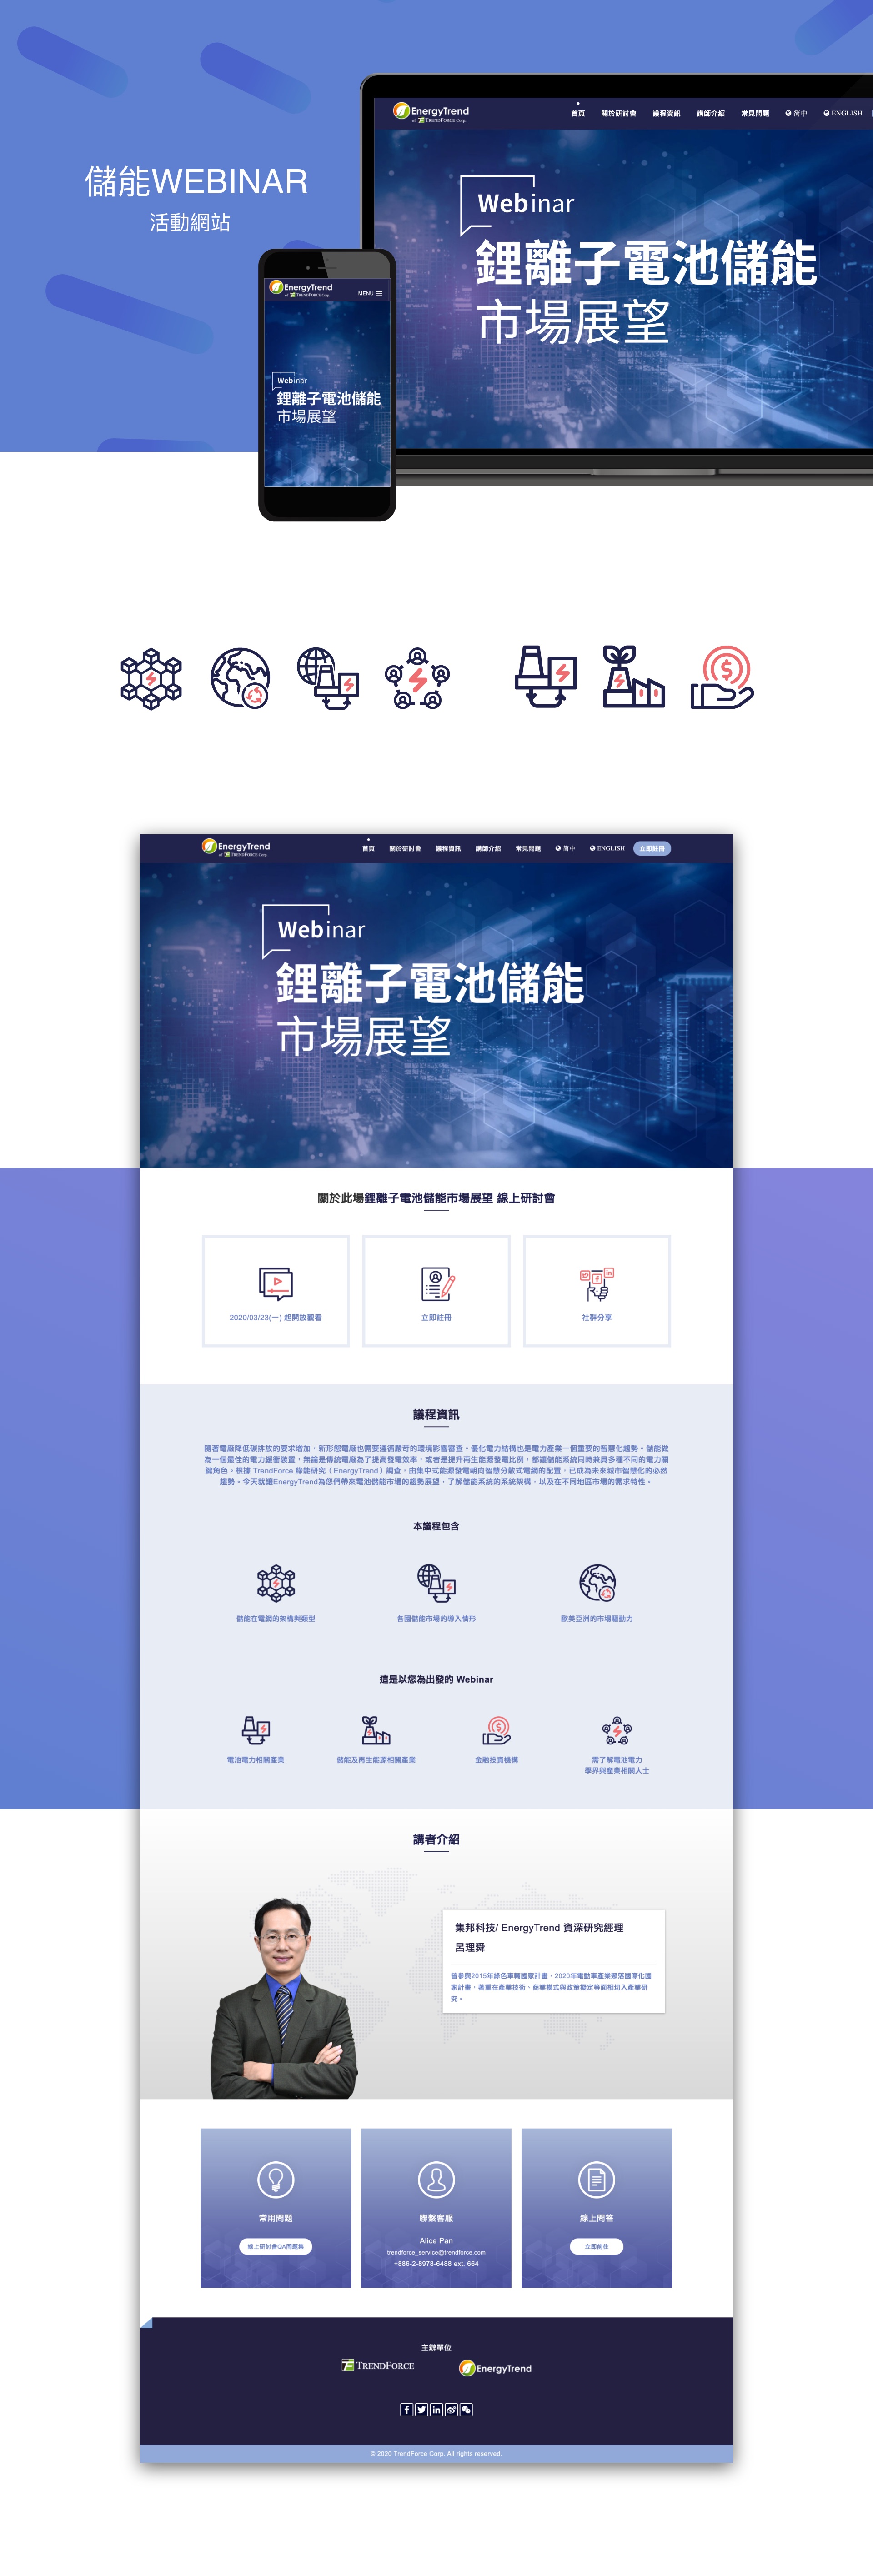 儲能WEBINAR
活動網站
EnergyTrend
of TRENDFORCE Corp.
首頁 關於研討會 議程資訊 講師介紹 常見問題 简中 ENGLISH
Webinar
鋰離子電池儲能
市場展望
EnergyTrend
of TRENDFORCE Corp.
MENU
Webinar
鋰離子電池儲能
市場展望
EnergyTrend
of TRENDFORCE Corp.
首頁 關於研討會 議程資訊 講師介紹 常見問題 简中 ENGLISH 立即註冊
Webinar
鋰離子電池儲能
市場展望
關於此場鋰離子電池儲能市場展望 線上研討會
2020/03/23(一) 起開放觀看
立即註冊
社群分享
議程資訊
隨著電廠降低碳排放的要求增加，新形態電廠也需要遵循嚴苛的環境影響審查。優化電力結構也是電力產業一個重要的智慧化趨勢。儲能做
為一個最佳的電力緩衝裝置，無論是傳統電廠為了提高發電效率，或者是提升再生能源發電比例，都讓儲能系統同時兼具多種不同的電力關
鍵角色。根據 TrendForce 綠能研究（EnergyTrend）調查，由集中式能源發電朝向智慧分散式電網的配置，已成為未來城市智慧化的必然
趨勢。今天就讓EnergyTrend為您們帶來電池儲能市場的趨勢展望，了解儲能系統的系統架構，以及在不同地區市場的需求特性。
本議程包含
儲能在電網的架構與類型
各國儲能市場的導入情形
歐美亞洲的市場驅動力
這是以您為出發的 Webinar
電池電力相關產業
儲能及再生能源相關產業
金融投資機構
需了解電池電力
學界與產業相關人士
講者介紹
集邦科技/ EnergyTrend 資深研究經理
呂理舜
曾參與2015年綠色車輛國家計畫，2020年電動車產業聚落國際化國
家計畫，著重在產業技術、商業模式與政策擬定等面相切入產業研
究。
常用問題
線上研討會QA問題集
聯繫客服
Alice Pan
trendforce_service@trendforce.com
+886-2-8978-6488 ext. 664
線上問答
立即前往
主辦單位
TRENDFORCE
EnergyTrend
© 2020 TrendForce Corp. All rights reserved.